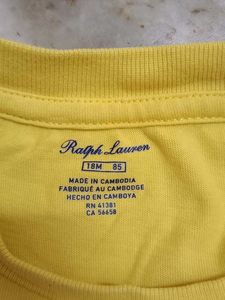 Ralph Lauren
18M 85
MADE IN CAMBODIA
FABRIQUÉ AU CAMBODGE
HECHO EN CAMBOYA
RN 41381
CA 56658